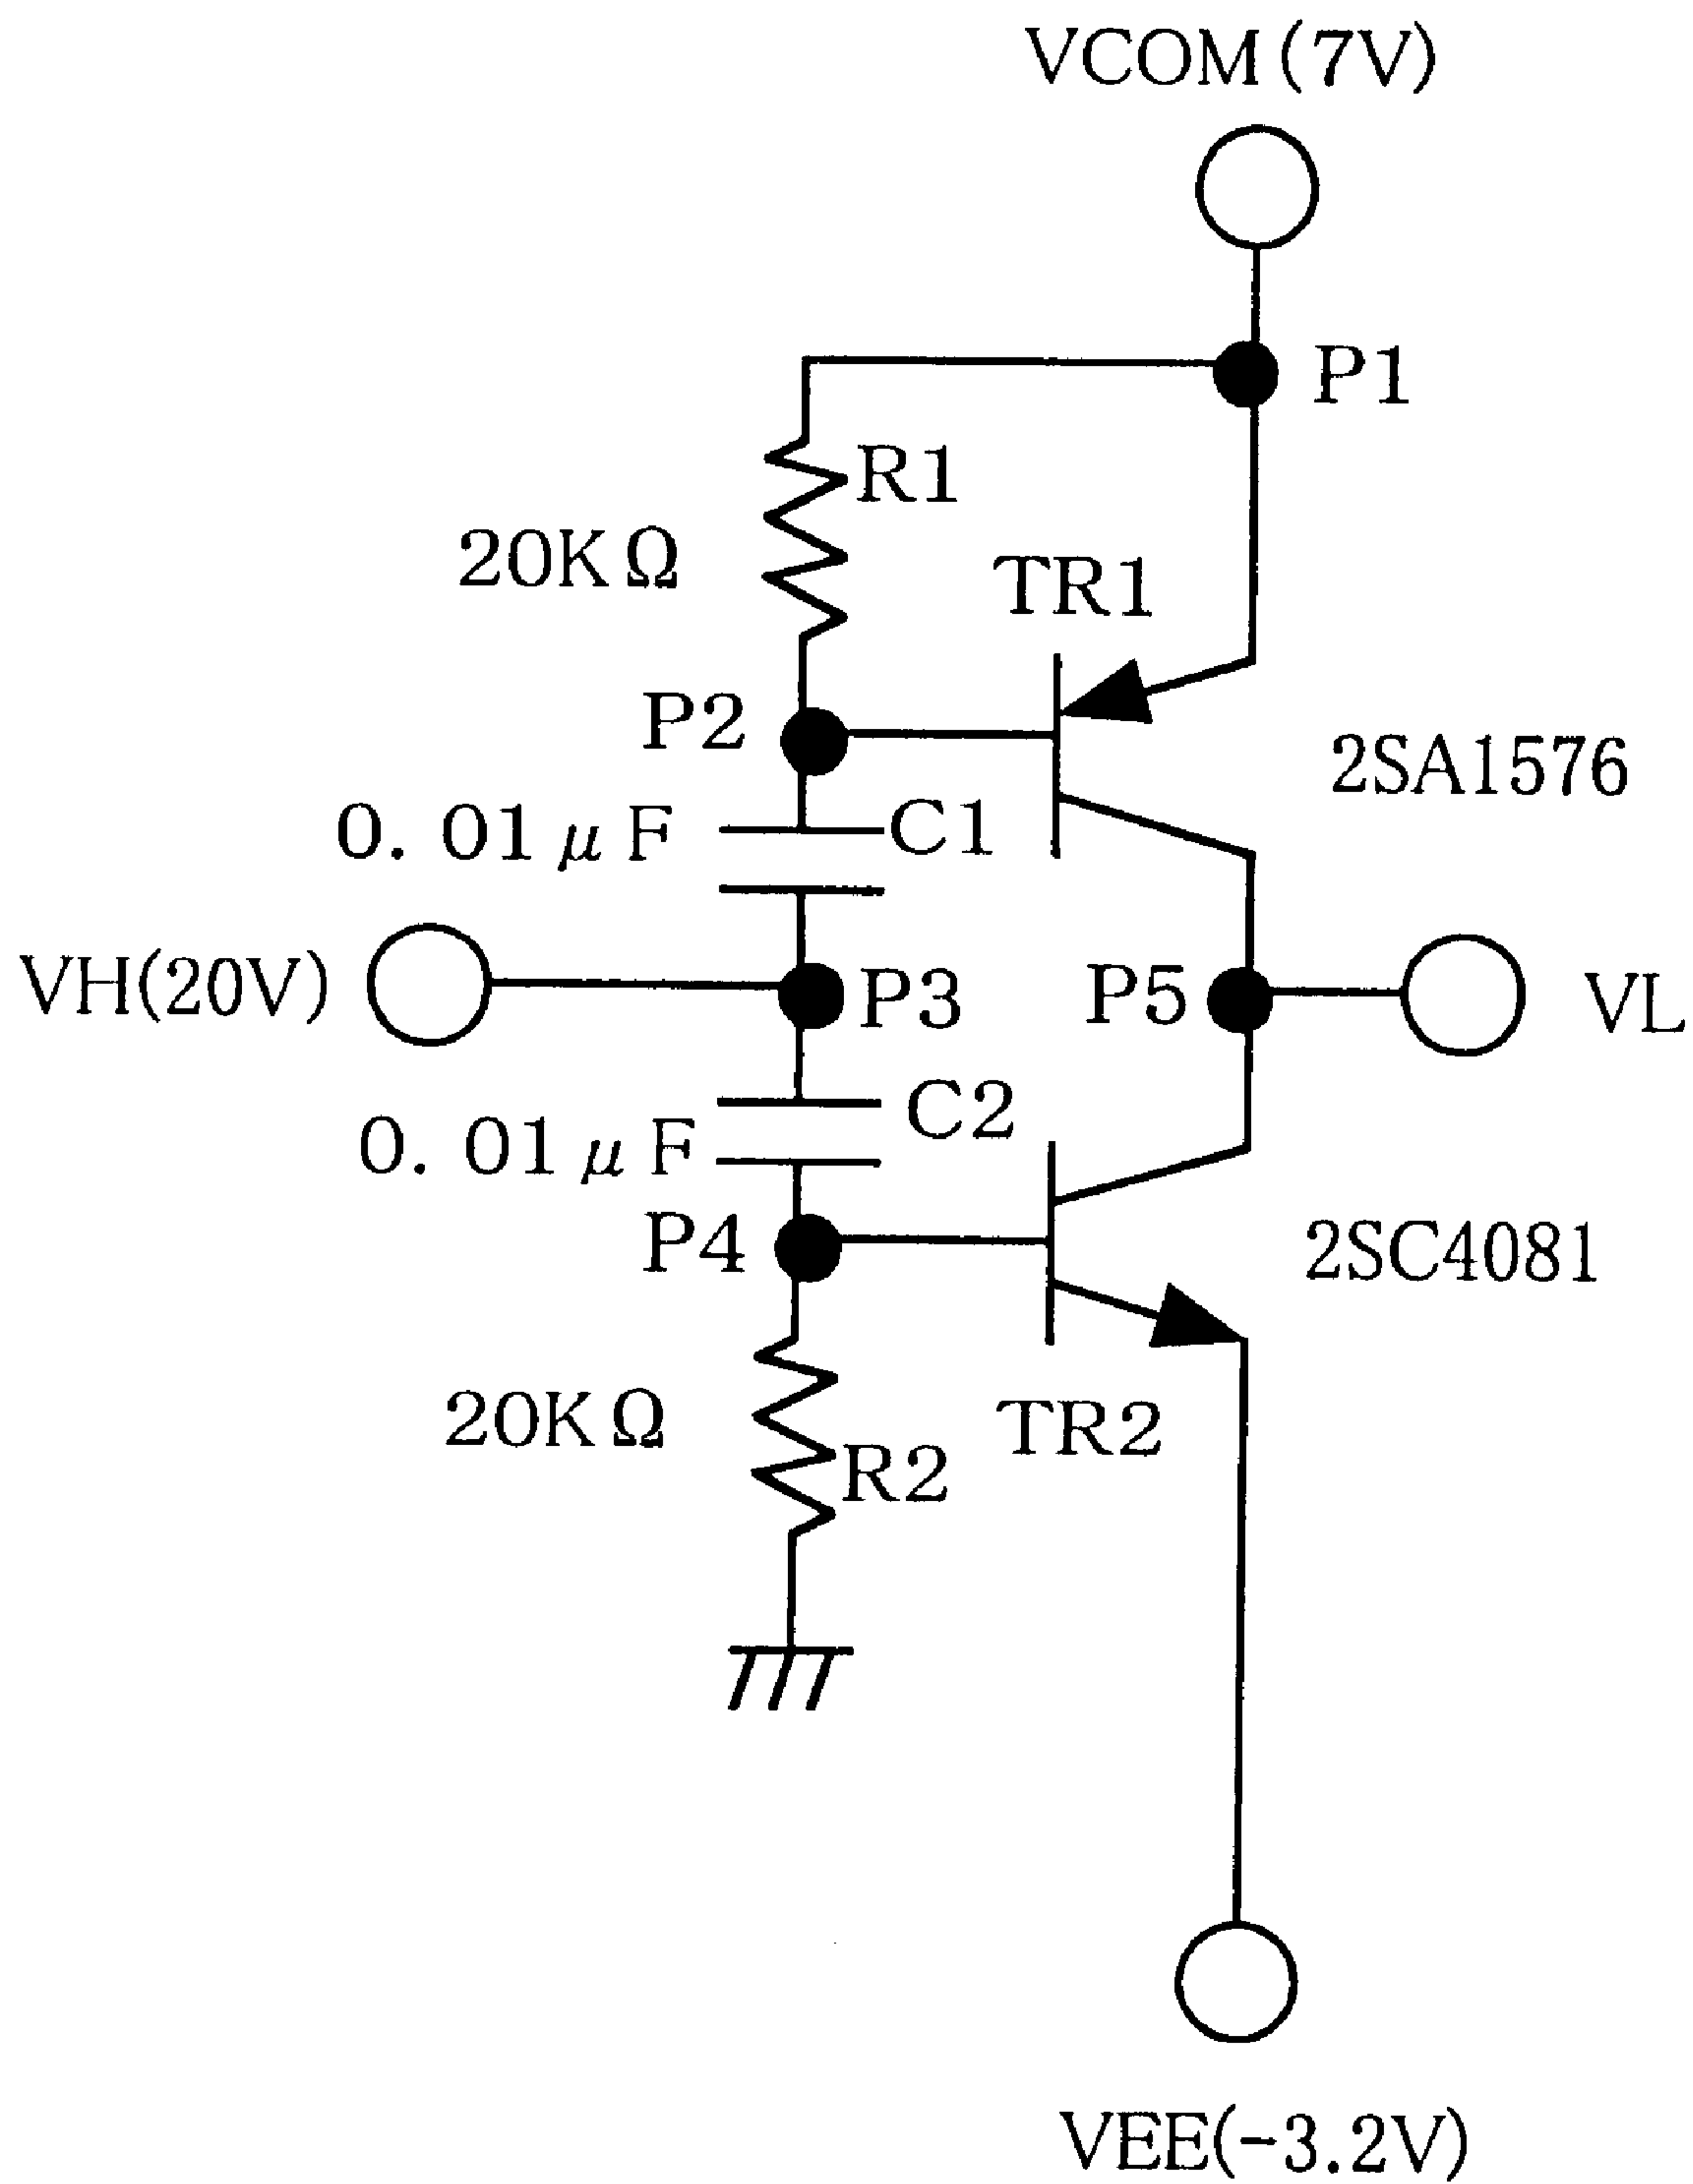 VCOM(7V)
P1
R1
20KΩ
TR1
P2
2SA1576
0. 01μF
C1
VH(20V)
P3
P5
VL
C2
0. 01μF
P4
2SC4081
20KΩ
TR2
R2
VEE(-3.2V)